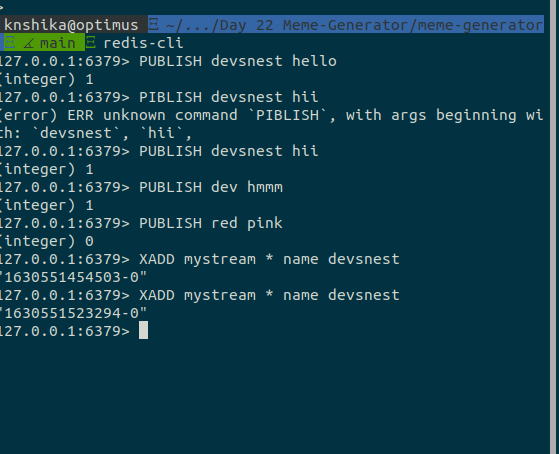 >
knshika@optimus Ξ ~/.../Day 22 Meme-Generator/meme-generator
Ξ ∡ main Ξ redis-cli
127.0.0.1:6379> PUBLISH devsnest hello
(integer) 1
127.0.0.1:6379> PIBLISH devsnest hii
(error) ERR unknown command `PIBLISH`, with args beginning wi
th: `devsnest`, `hii`,
127.0.0.1:6379> PUBLISH devsnest hii
(integer) 1
127.0.0.1:6379> PUBLISH dev hmmm
(integer) 1
127.0.0.1:6379> PUBLISH red pink
(integer) 0
127.0.0.1:6379> XADD mystream * name devsnest
"1630551454503-0"
127.0.0.1:6379> XADD mystream * name devsnest
"1630551523294-0"
127.0.0.1:6379>